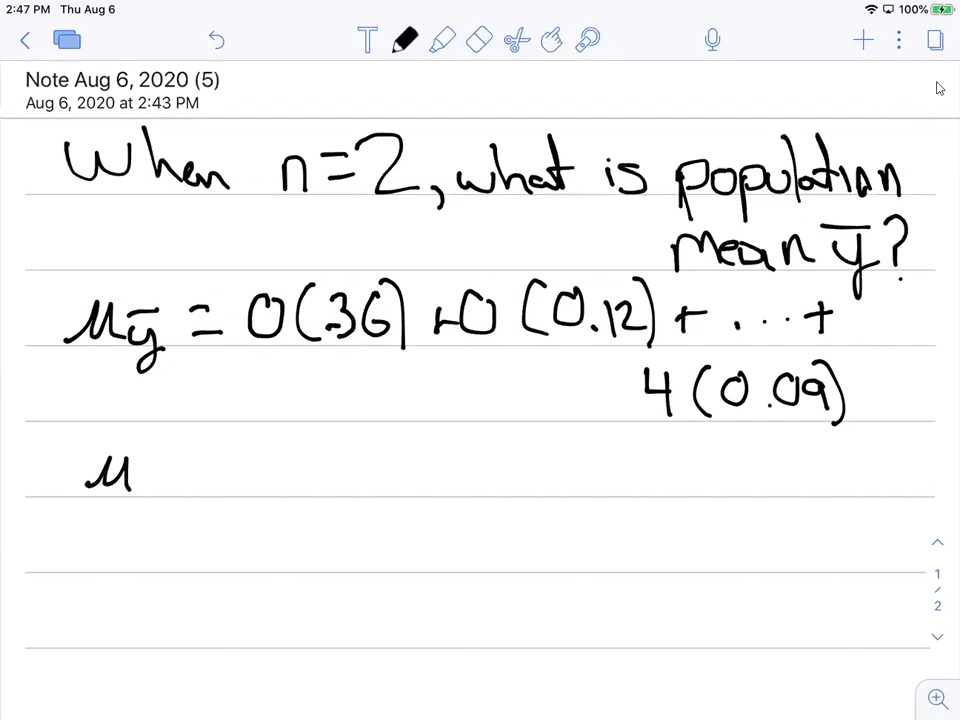 2:47 PM Thu Aug 6
100%
T
Note Aug 6, 2020 (5)
Aug 6, 2020 at 2:43 PM
When n=2, what is population
mean ȳ?
μȳ = 0(.36) + 0(0.12) + ... +
4(0.09)
μ
1
/
2